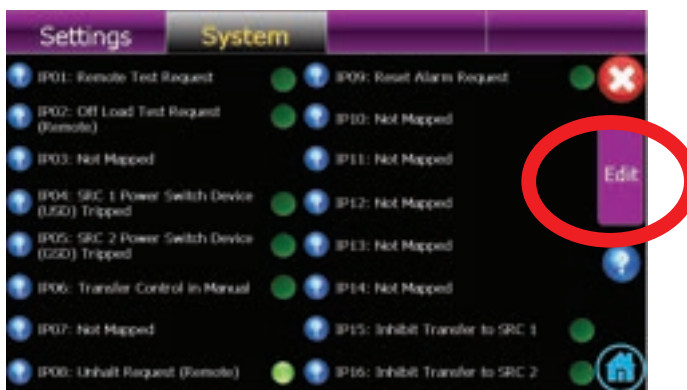 Settings
System
IP01: Remote Test Request
IP02: Off Load Test Request
(Remote)
IP03: Not Mapped
IP04: SRC 1 Power Switch Device
(USD) Tripped
IP05: SRC 2 Power Switch Device
(GSD) Tripped
IP06: Transfer Control in Manual
IP07: Not Mapped
IP08: Unhalt Request (Remote)
IP09: Reset Alarm Request
IP10: Not Mapped
IP11: Not Mapped
IP12: Not Mapped
IP13: Not Mapped
IP14: Not Mapped
IP15: Inhibit Transfer to SRC 1
IP16: Inhibit Transfer to SRC 2
Edit